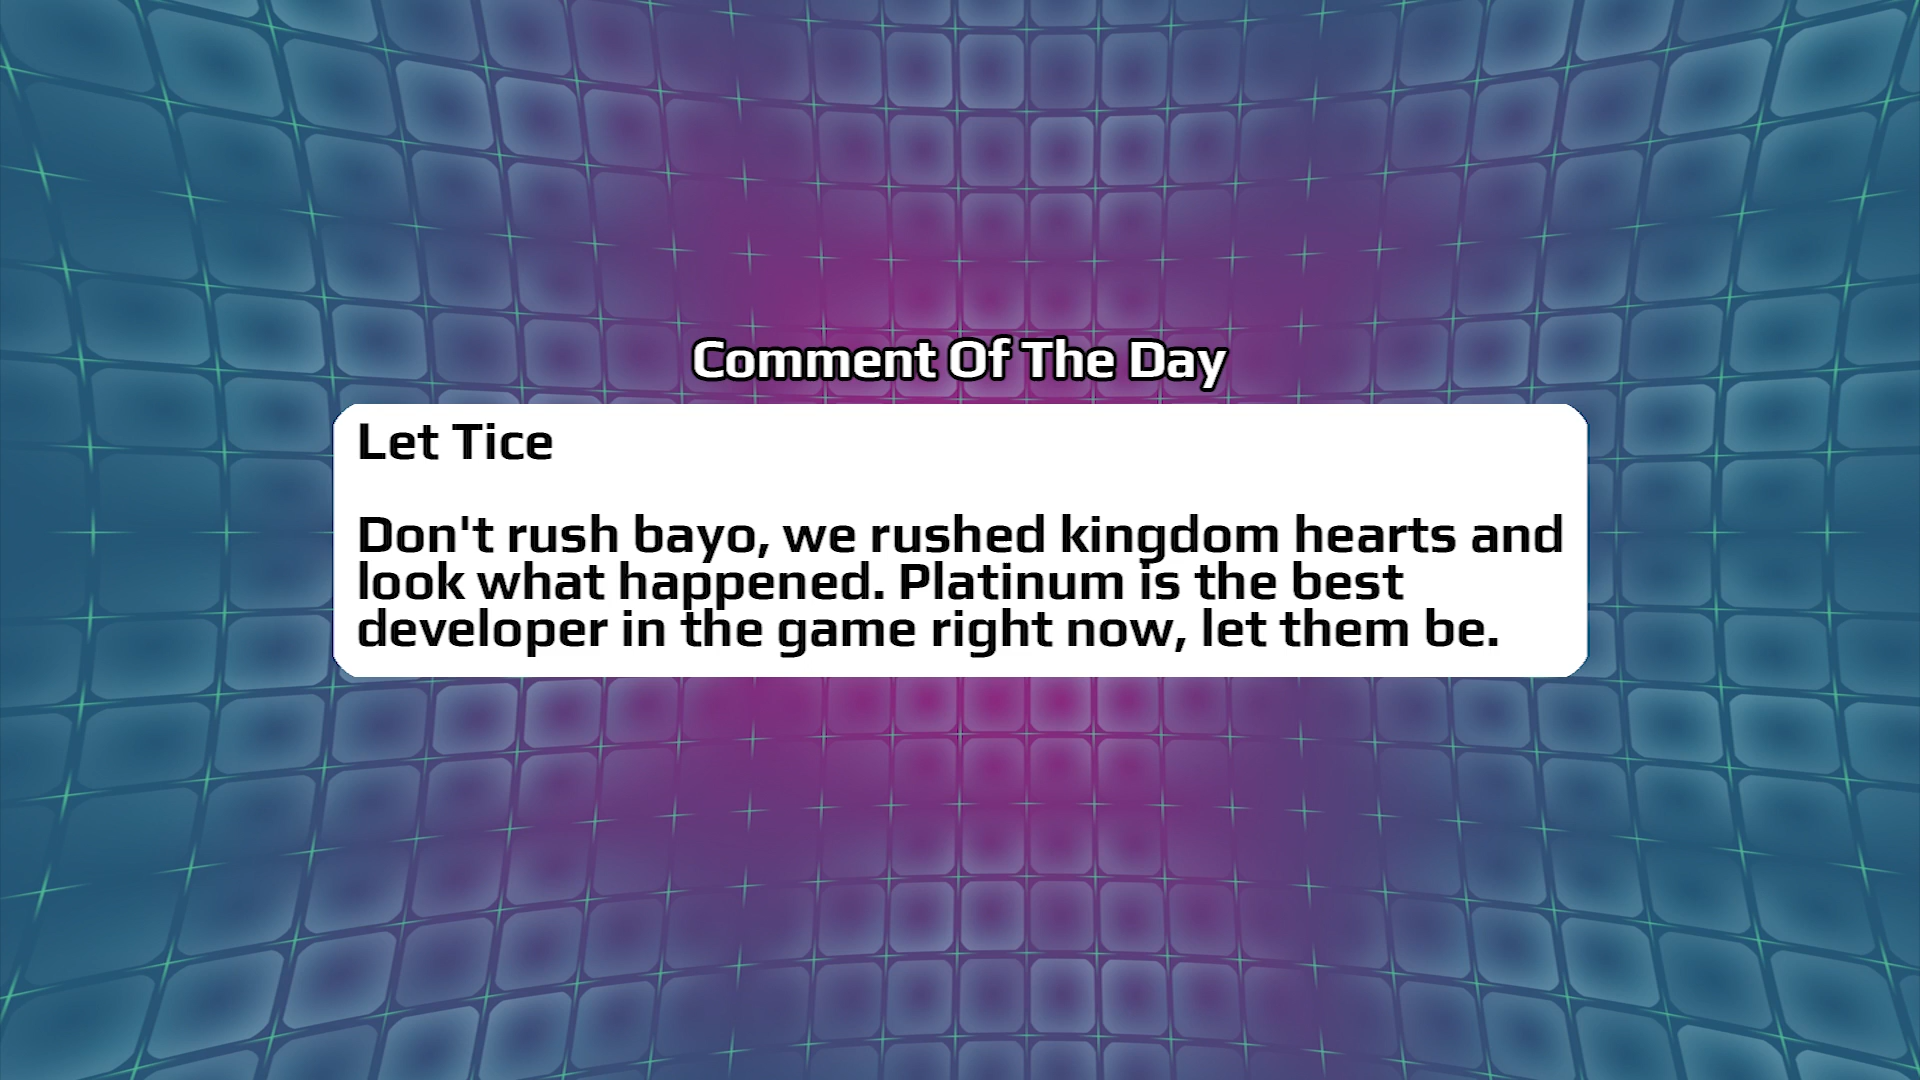 Comment Of The Day
Let Tice
Don't rush bayo, we rushed kingdom hearts and
look what happened. Platinum is the best
developer in the game right now, let them be.